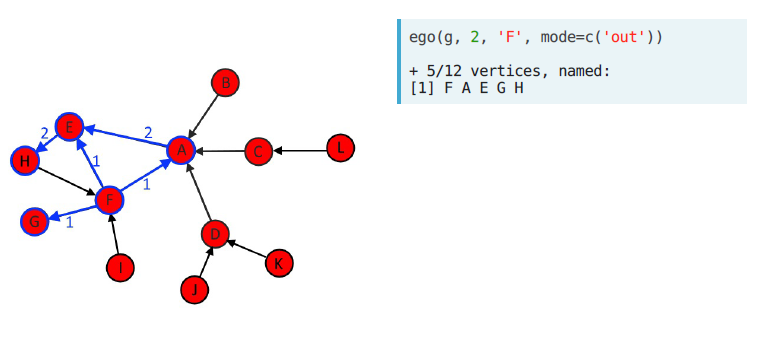 ego(g, 2, 'F', mode=c('out'))
+ 5/12 vertices, named:
[1] F A E G H
B
E
2
2
A
C
L
H
1
1
F
G
1
D
I
K
J